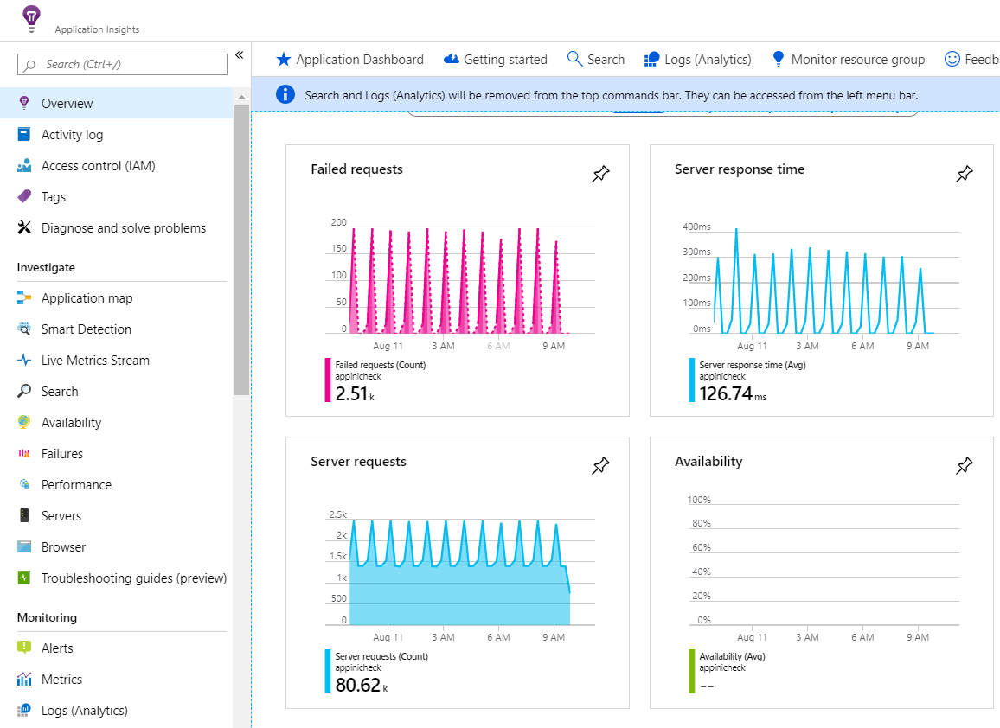 Application Insights
Search (Ctrl+/)
«
Overview
Activity log
Access control (IAM)
Tags
Diagnose and solve problems
Investigate
Application map
Smart Detection
Live Metrics Stream
Search
Availability
Failures
Performance
Servers
Browser
Troubleshooting guides (preview)
Monitoring
Alerts
Metrics
Logs (Analytics)
Application Dashboard Getting started Search Logs (Analytics) Monitor resource group Feedb
Search and Logs (Analytics) will be removed from the top commands bar. They can be accessed from the left menu bar.
Failed requests
200
150
100
50
0
Aug 11 3 AM 6 AM 9 AM
Failed requests (Count)
appinicheck
2.51 k
Server response time
400ms
300ms
200ms
100ms
0ms
Aug 11 3 AM 6 AM 9 AM
Server response time (Avg)
appinicheck
126.74 ms
Server requests
2.5k
2k
1.5k
1k
500
0
Aug 11 3 AM 6 AM 9 AM
Server requests (Count)
appinicheck
80.62 k
Availability
100%
80%
60%
40%
20%
0%
Aug 11 3 AM 6 AM 9 AM
Availability (Avg)
appinicheck
--